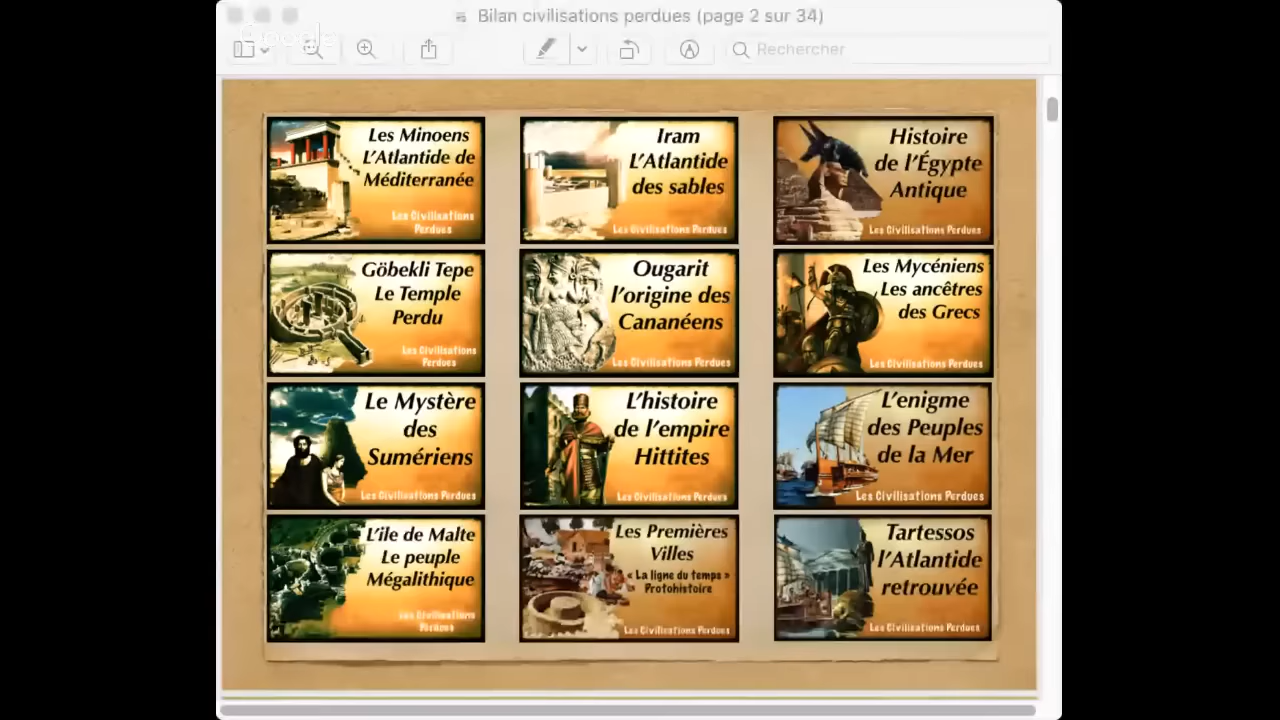 Bilan civilisations perdues (page 2 sur 34)
Google
Rechercher
Les Minoens
L'Atlantide de
Méditerranée
Les Civilisations
Perdues
Iram
L'Atlantide
des sables
Les Civilisations Perdues
Histoire
de l'Égypte
Antique
Les Civilisations Perdues
Göbekli Tepe
Le Temple
Perdu
Les Civilisations
Perdues
Ougarit
l'origine des
Cananéens
Les Civilisations Perdues
Les Mycéniens
Les ancêtres
des Grecs
Les Civilisations Perdues
Le Mystère
des
Sumériens
Les Civilisations Perdues
L'histoire
de l'empire
Hittites
Les Civilisations Perdues
L'enigme
des Peuples
de la Mer
Les Civilisations Perdues
L'île de Malte
Le peuple
Mégalithique
Les Civilisations
Perdues
Les Premières
Villes
« La ligne du temps »
Protohistoire
Les Civilisations Perdues
Tartessos
l'Atlantide
retrouvée
Les Civilisations Perdues